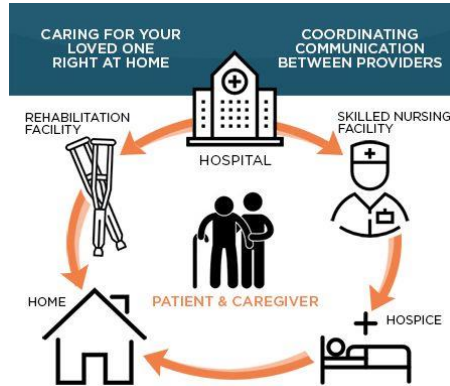 CARING FOR YOUR
LOVED ONE
RIGHT AT HOME
COORDINATING
COMMUNICATION
BETWEEN PROVIDERS
REHABILITATION
FACILITY
HOSPITAL
SKILLED NURSING
FACILITY
HOME
PATIENT & CAREGIVER
HOSPICE